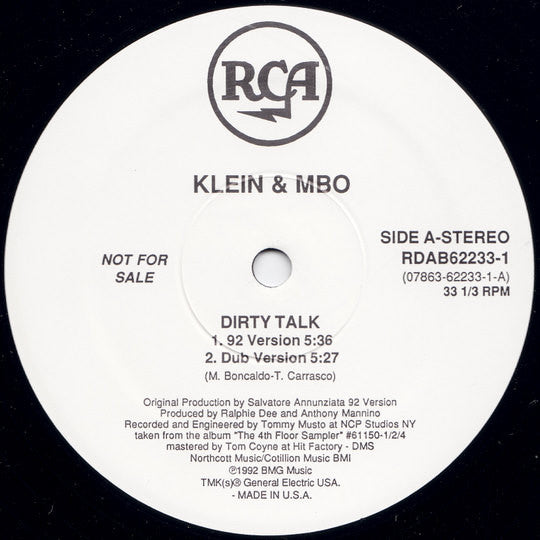 RCA
KLEIN & MBO
SIDE A-STEREO
RDAB62233-1
(07863-62233-1-A)
33 1/3 RPM
NOT FOR
SALE
DIRTY TALK
1. 92 Version 5:36
2. Dub Version 5:27
(M. Boncaldo-T. Carrasco)
Original Production by Salvatore Annunziata 92 Version
Produced by Ralphie Dee and Anthony Mannino
Recorded and Engineered by Tommy Musto at NCP Studios NY
taken from the album "The 4th Floor Sampler" #61150-1/2/4
mastered by Tom Coyne at Hit Factory - DMS
Northcott Music/Cotillion Music BMI
℗1992 BMG Music
TMK(s)® General Electric USA.
- MADE IN U.S.A.